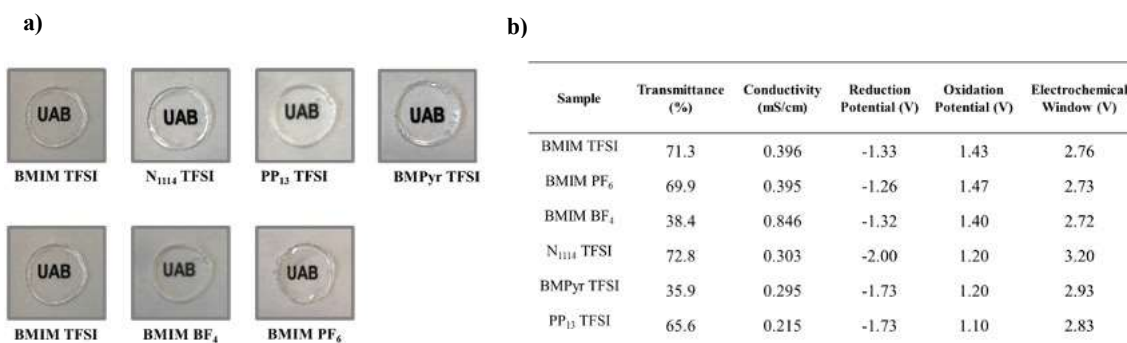 a)
UAB UAB UAB UAB
BMIM TFSI N₁₁₁₄ TFSI PP₁₃ TFSI BMPyr TFSI
UAB UAB UAB
BMIM TFSI BMIM BF₄ BMIM PF₆
b)
Sample Transmittance (%) Conductivity (mS/cm) Reduction Potential (V) Oxidation Potential (V) Electrochemical Window (V)
BMIM TFSI 71.3 0.396 -1.33 1.43 2.76
BMIM PF₆ 69.9 0.395 -1.26 1.47 2.73
BMIM BF₄ 38.4 0.846 -1.32 1.40 2.72
N₁₁₁₄ TFSI 72.8 0.303 -2.00 1.20 3.20
BMPyr TFSI 35.9 0.295 -1.73 1.20 2.93
PP₁₃ TFSI 65.6 0.215 -1.73 1.10 2.83